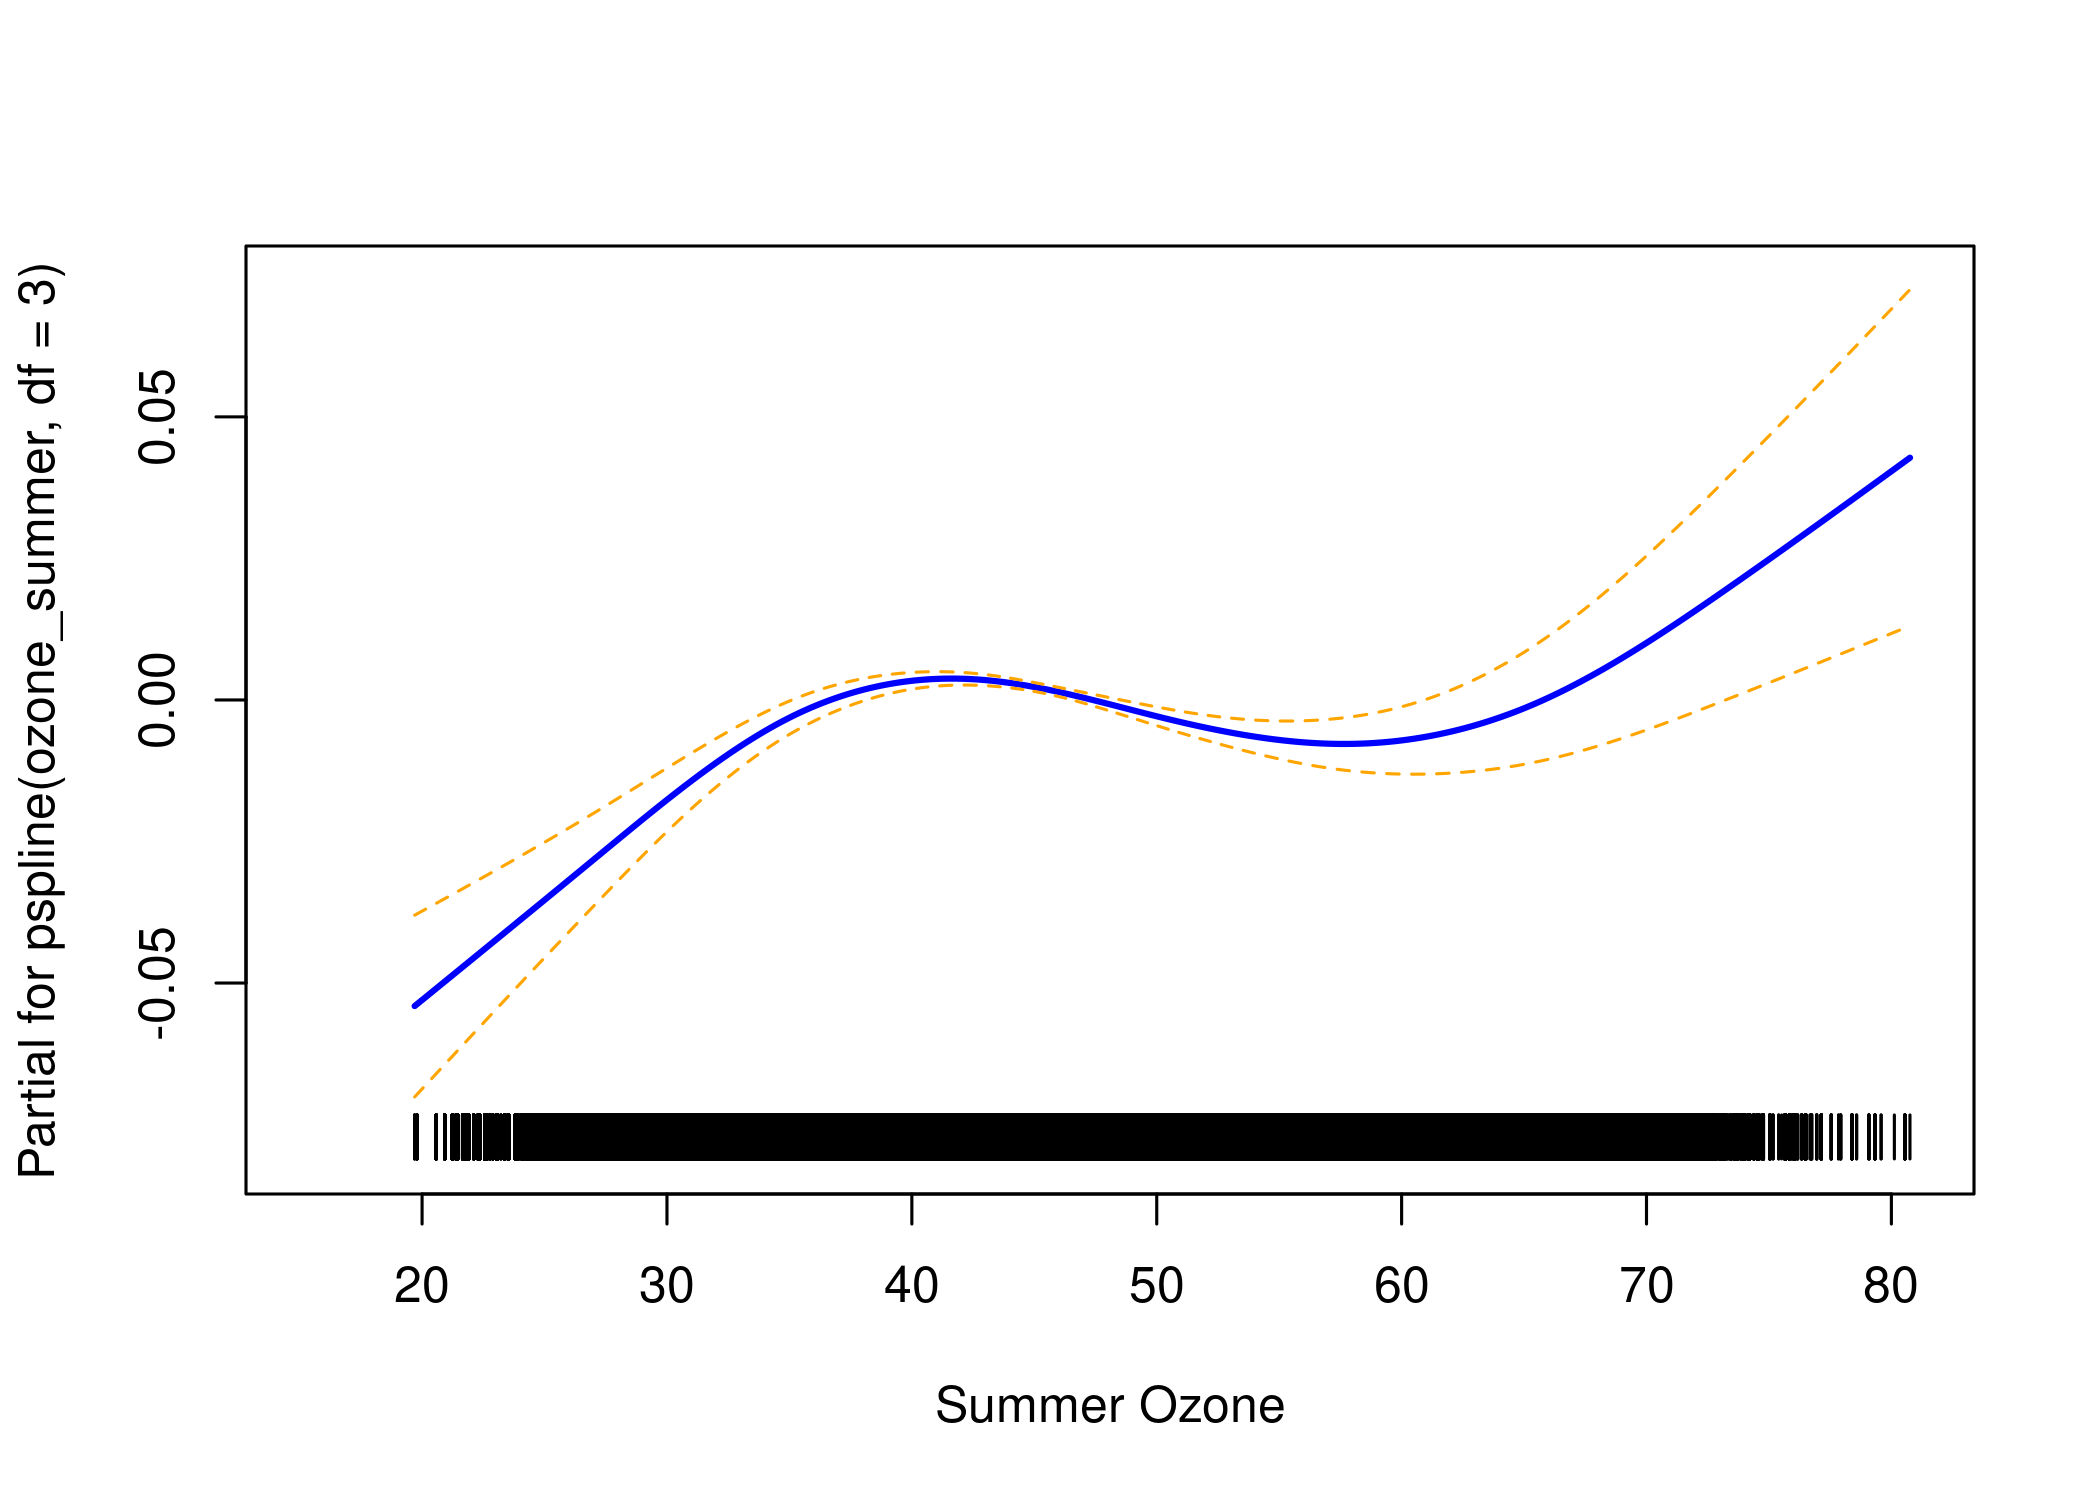 Partial for pspline(ozone_summer, df = 3)
0.05
0.00
-0.05
20 30 40 50 60 70 80
Summer Ozone